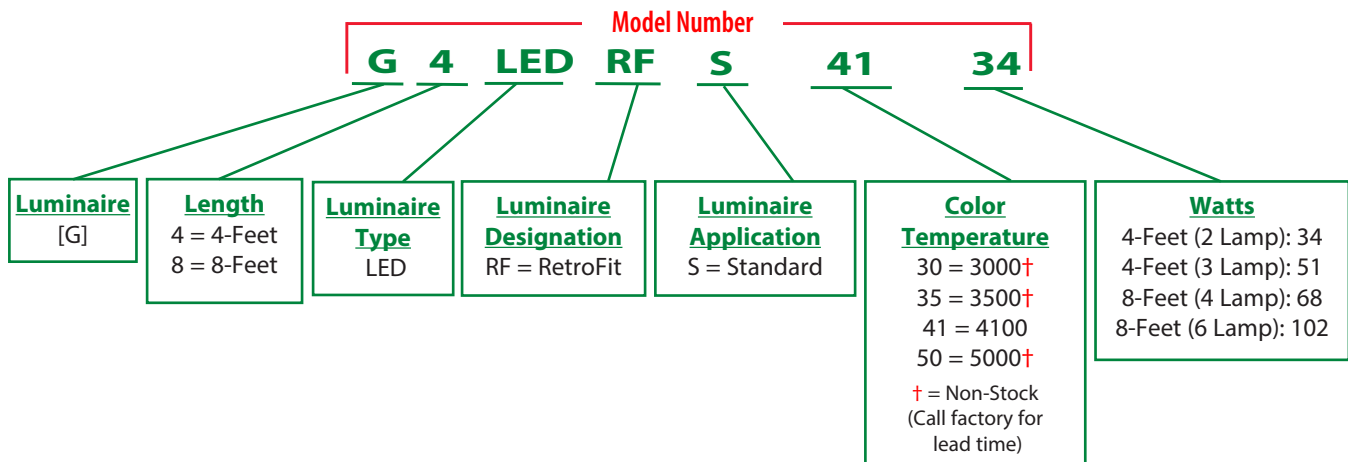 Model Number
G 4 LED RF S 41 34
Luminaire
[G]
Length
4 = 4-Feet
8 = 8-Feet
Luminaire
Type
LED
Luminaire
Designation
RF = RetroFit
Luminaire
Application
S = Standard
Color
Temperature
30 = 3000†
35 = 3500†
41 = 4100
50 = 5000†
† = Non-Stock
(Call factory for
lead time)
Watts
4-Feet (2 Lamp): 34
4-Feet (3 Lamp): 51
8-Feet (4 Lamp): 68
8-Feet (6 Lamp): 102